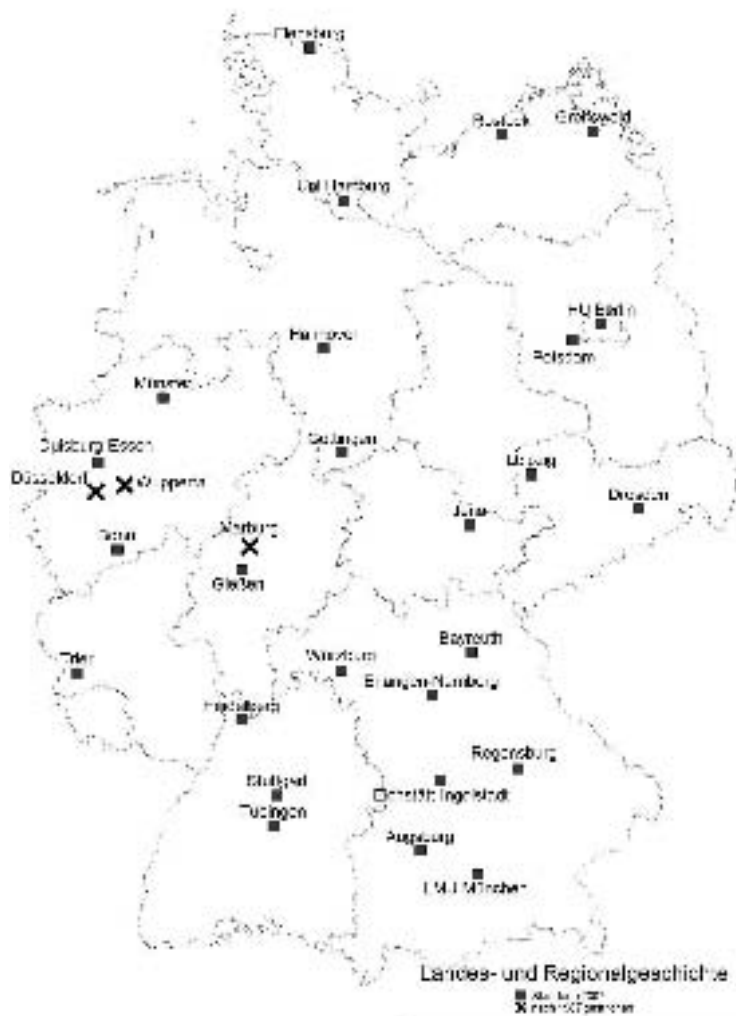 Flensburg
Rostock
Greifswald
Uni Hamburg
HU Berlin
Hannover
Potsdam
Münster
Göttingen
Duisburg-Essen
Leipzig
Düsseldorf
Wuppertal
Dresden
Marburg
Jena
Bonn
Gießen
Bayreuth
Trier
Würzburg
Erlangen-Nürnberg
Heidelberg
Regensburg
Stuttgart
Eichstätt-Ingolstadt
Tübingen
Augsburg
LMU München
Landes- und Regionalgeschichte